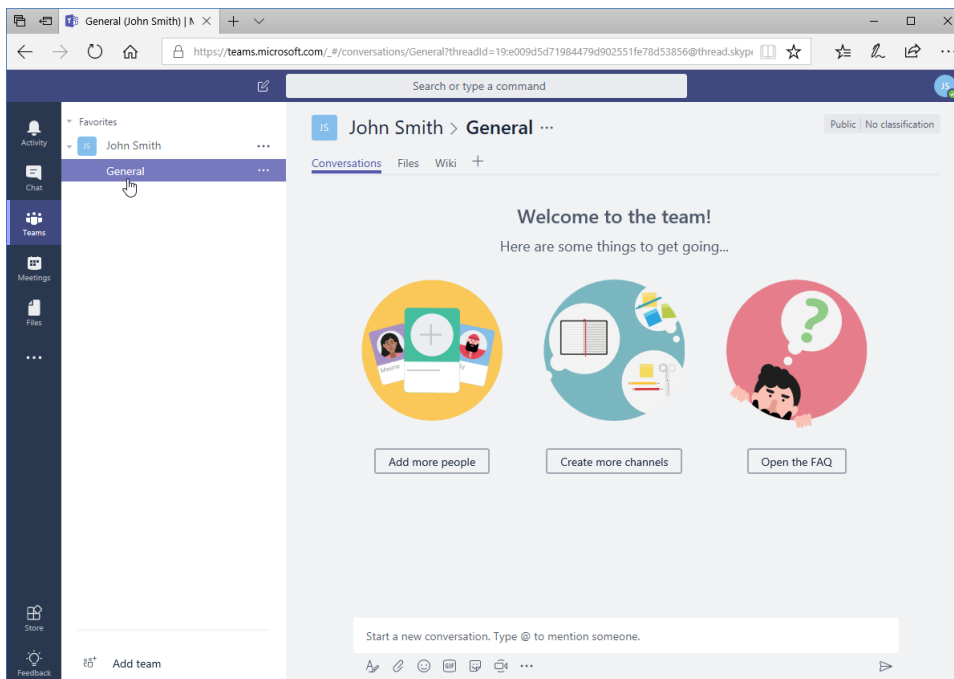 General (John Smith) | M
https://teams.microsoft.com/_#/conversations/General?threadId=19:e009d5d71984479d902551fe78d53856@thread.skype
Search or type a command
JS
Activity
Chat
Teams
Meetings
Files
Store
Feedback
Favorites
JS John Smith
General
Add team
JS John Smith > General
Public No classification
Conversations Files Wiki
Welcome to the team!
Here are some things to get going...
Maxine
Add more people
Create more channels
Open the FAQ
Start a new conversation. Type @ to mention someone.
GIF